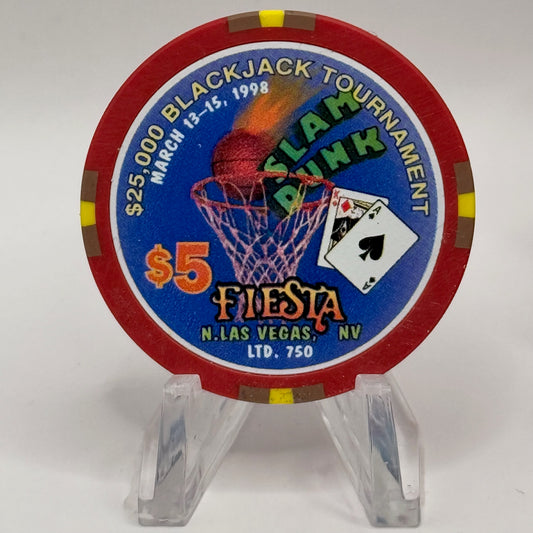 $25,000 BLACKJACK TOURNAMENT
MARCH 13-15, 1998
SLAM
DUNK
K
A
$5
FIESTA
N.LAS VEGAS, NV
LTD. 750